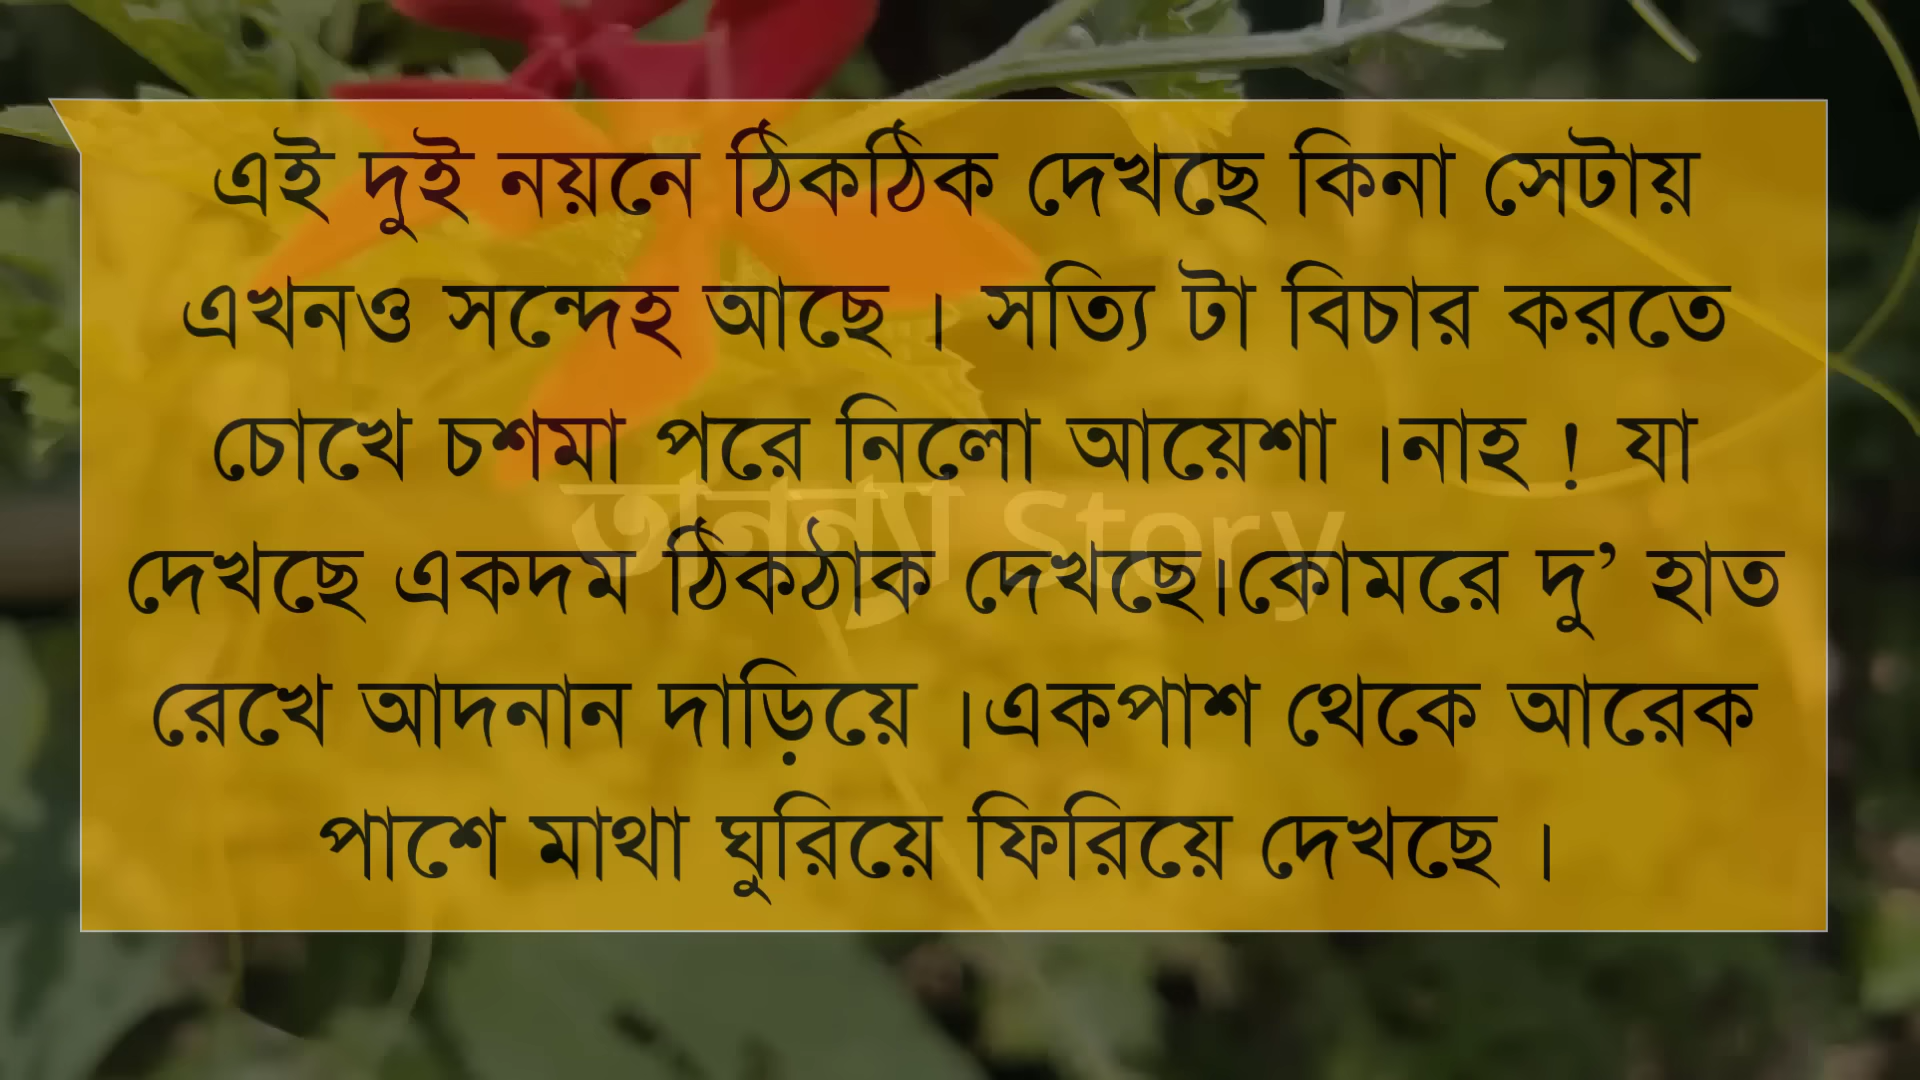 এই দুই নয়নে ঠিকঠিক দেখছে কিনা সেটায়
এখনও সন্দেহ আছে । সত্যি টা বিচার করতে
চোখে চশমা পরে নিলো আয়েশা ।নাহ ! যা
দেখছে একদম ঠিকঠাক দেখছে।কোমরে দু’ হাত
রেখে আদনান দাড়িয়ে ।একপাশ থেকে আরেক
পাশে মাথা ঘুরিয়ে ফিরিয়ে দেখছে ।
Story